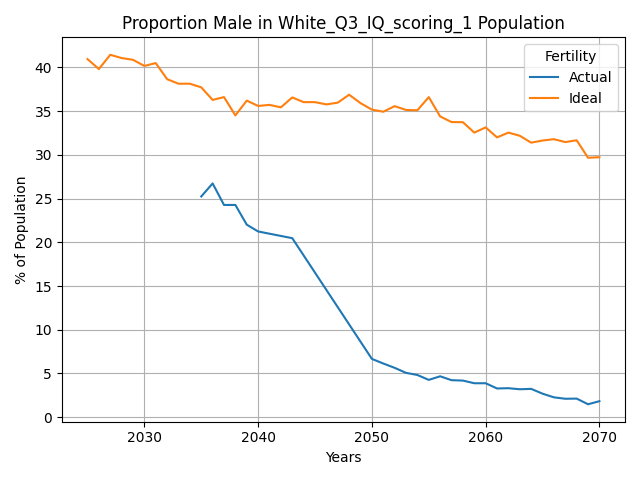 Proportion Male in White_Q3_IQ_scoring_1 Population
Fertility
Actual
Ideal
% of Population
40
35
30
25
20
15
10
5
0
2030 2040 2050 2060 2070
Years